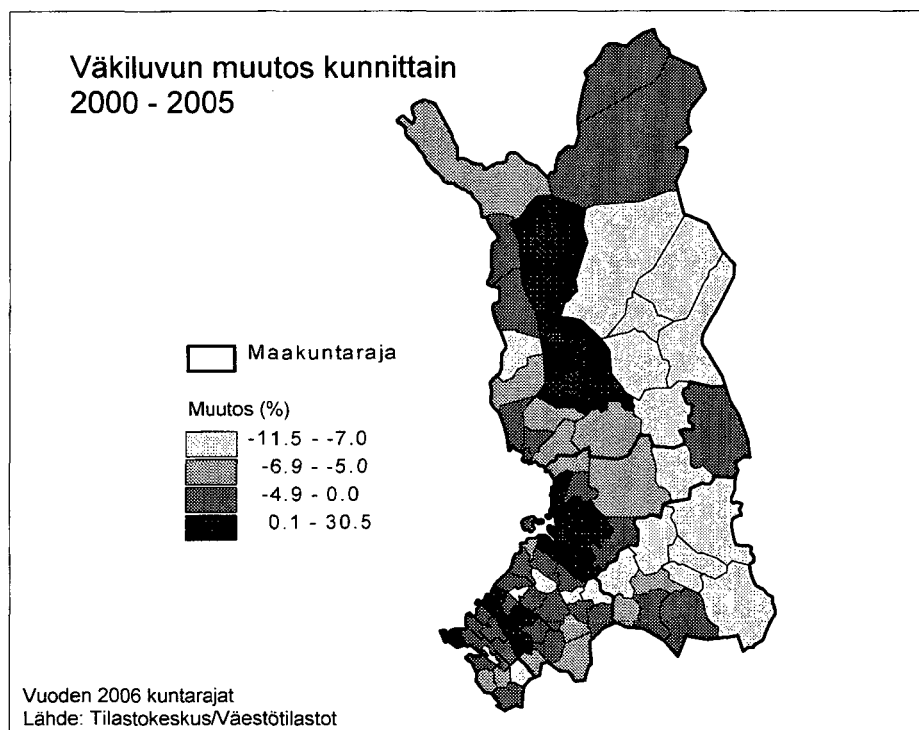 Väkiluvun muutos kunnittain
2000 - 2005
Maakuntaraja
Muutos (%)
-11.5 - -7.0
-6.9 - -5.0
-4.9 - 0.0
0.1 - 30.5
Vuoden 2006 kuntarajat
Lähde: Tilastokeskus/Väestötilastot